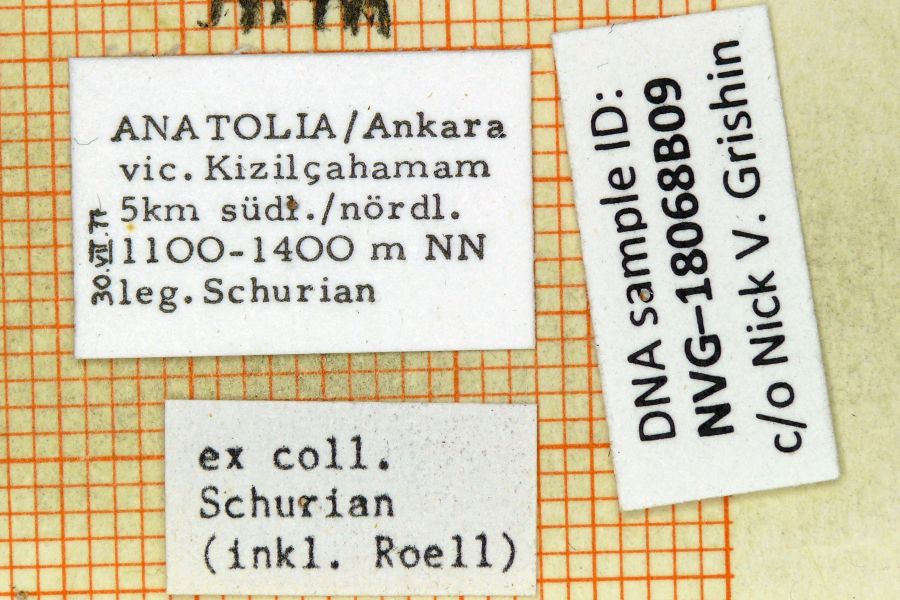 ANATOLIA/Ankara
vic. Kizilçahamam
5km südl./nördl.
1100-1400 m NN
leg. Schurian
30.VII.77
ex coll.
Schurian
(inkl. Roell)
DNA sample ID:
NVG-18068B09
c/o Nick V. Grishin